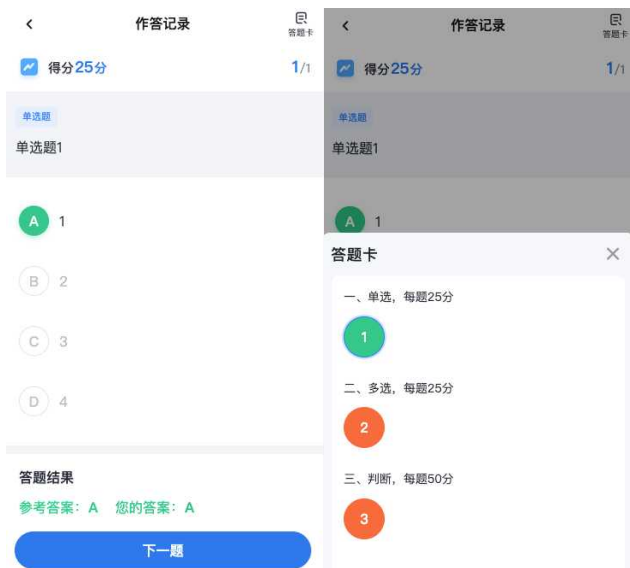 作答记录
答题卡
得分25分
1/1
单选题
单选题1
A 1
B 2
C 3
D 4
答题结果
参考答案：A 您的答案：A
下一题
作答记录
答题卡
得分25分
1/1
单选题
单选题1
A 1
答题卡
一、单选，每题25分
1
二、多选，每题25分
2
三、判断，每题50分
3